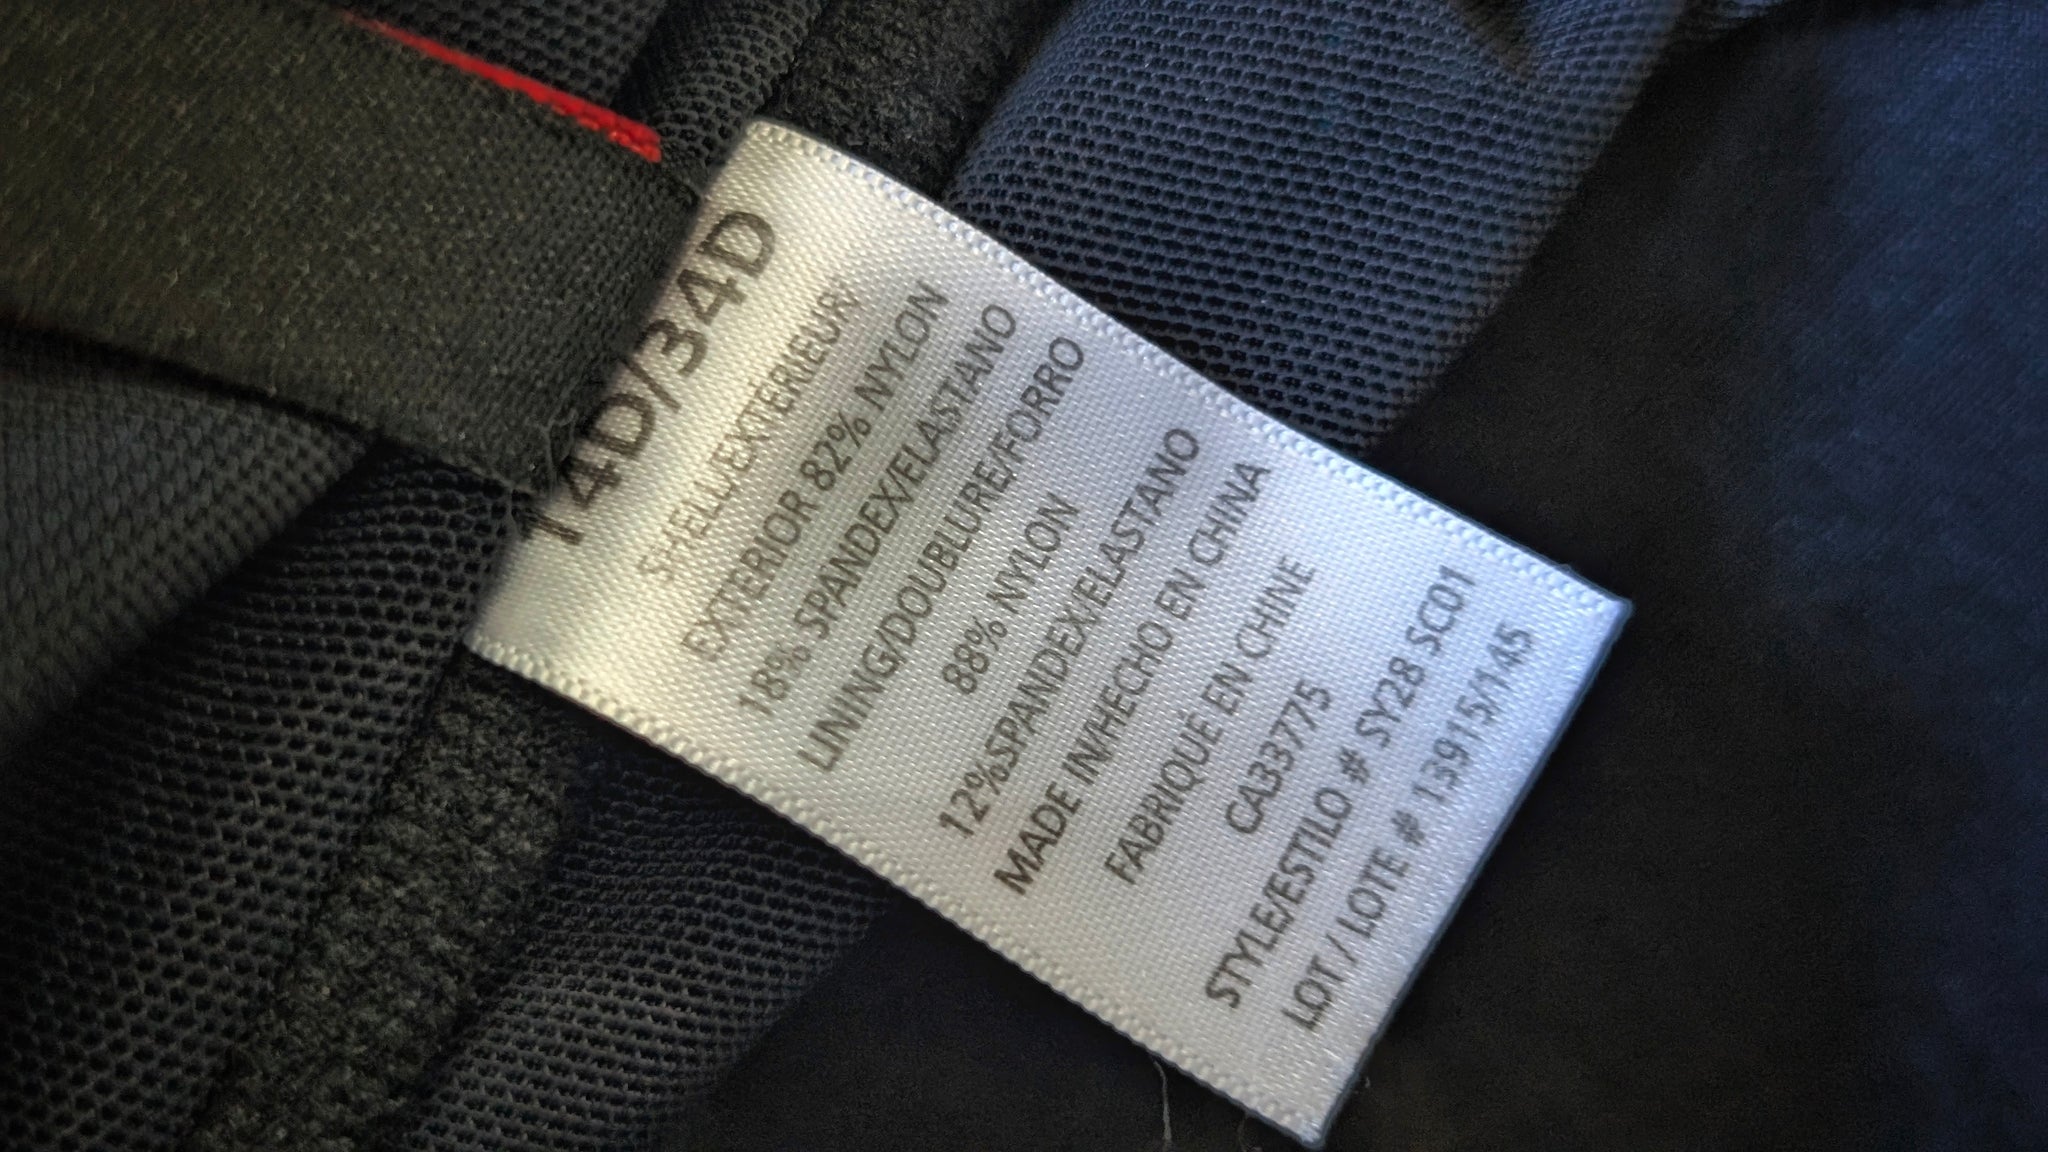 14D/34D
SHELL/EXTÉRIEUR/
EXTERIOR 82% NYLON
18% SPANDEX/ELASTANO
LINING/DOUBLURE/FORRO
88% NYLON
12%SPANDEX/ELASTANO
MADE IN/HECHO EN CHINA
FABRIQUÉ EN CHINE
CA33775
STYLE/ESTILO # SY28 SC01
LOT / LOTE # 13915/145